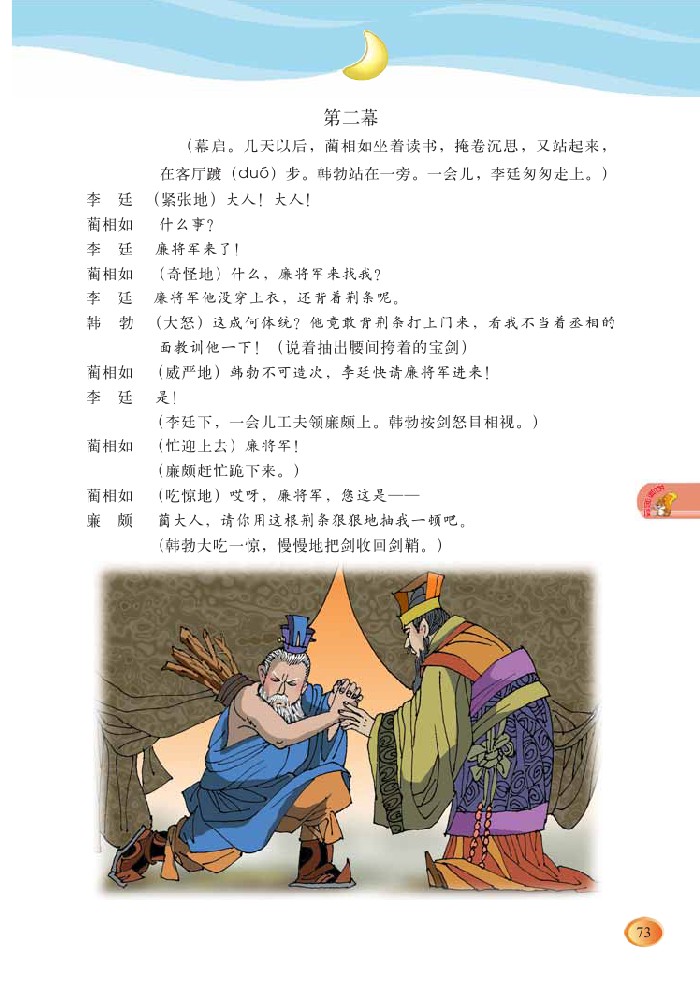 第二幕
（幕启。几天以后，蔺相如坐着读书，掩卷沉思，又站起来，
在客厅踱（duó）步。韩勃站在一旁。一会儿，李廷匆匆走上。）
李　廷　（紧张地）大人！大人！
蔺相如　什么事？
李　廷　廉将军来了！
蔺相如　（奇怪地）什么，廉将军来找我？
李　廷　廉将军他没穿上衣，还背着荆条呢。
韩　勃　（大怒）这成何体统？他竟敢背荆条打上门来，看我不当着丞相的
面教训他一下！（说着抽出腰间挎着的宝剑）
蔺相如　（威严地）韩勃不可造次，李廷快请廉将军进来！
李　廷　是！
（李廷下，一会儿工夫领廉颇上。韩勃按剑怒目相视。）
蔺相如　（忙迎上去）廉将军！
（廉颇赶忙跪下来。）
蔺相如　（吃惊地）哎呀，廉将军，您这是——
廉　颇　蔺大人，请你用这根荆条狠狠地抽我一顿吧。
（韩勃大吃一惊，慢慢地把剑收回剑鞘。）
73